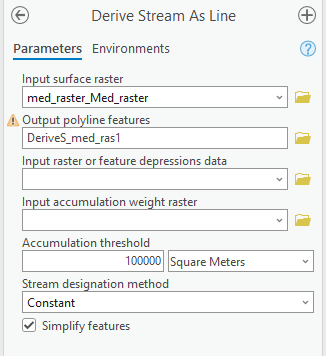 Derive Stream As Line
Parameters Environments
Input surface raster
med_raster_Med_raster
Output polyline features
DeriveS_med_ras1
Input raster or feature depressions data
Input accumulation weight raster
Accumulation threshold
100000 Square Meters
Stream designation method
Constant
Simplify features